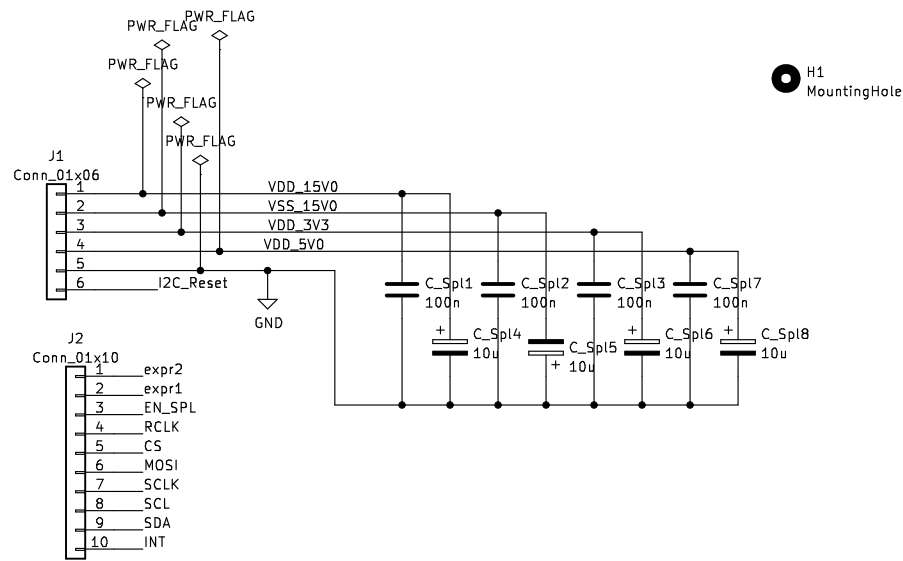 PWR_FLAG
PWR_FLAG
PWR_FLAG
PWR_FLAG
PWR_FLAG
H1
MountingHole
J1
Conn_01x06
1 VDD_15V0
2 VSS_15V0
3 VDD_3V3
4 VDD_5V0
5
6 I2C_Reset
GND
C_Spl1
100n
C_Spl2
100n
C_Spl3
100n
C_Spl7
100n
+ C_Spl4
10u
C_Spl5
+ 10u
+ C_Spl6
10u
+ C_Spl8
10u
J2
Conn_01x10
1 expr2
2 expr1
3 EN_SPL
4 RCLK
5 CS
6 MOSI
7 SCLK
8 SCL
9 SDA
10 INT